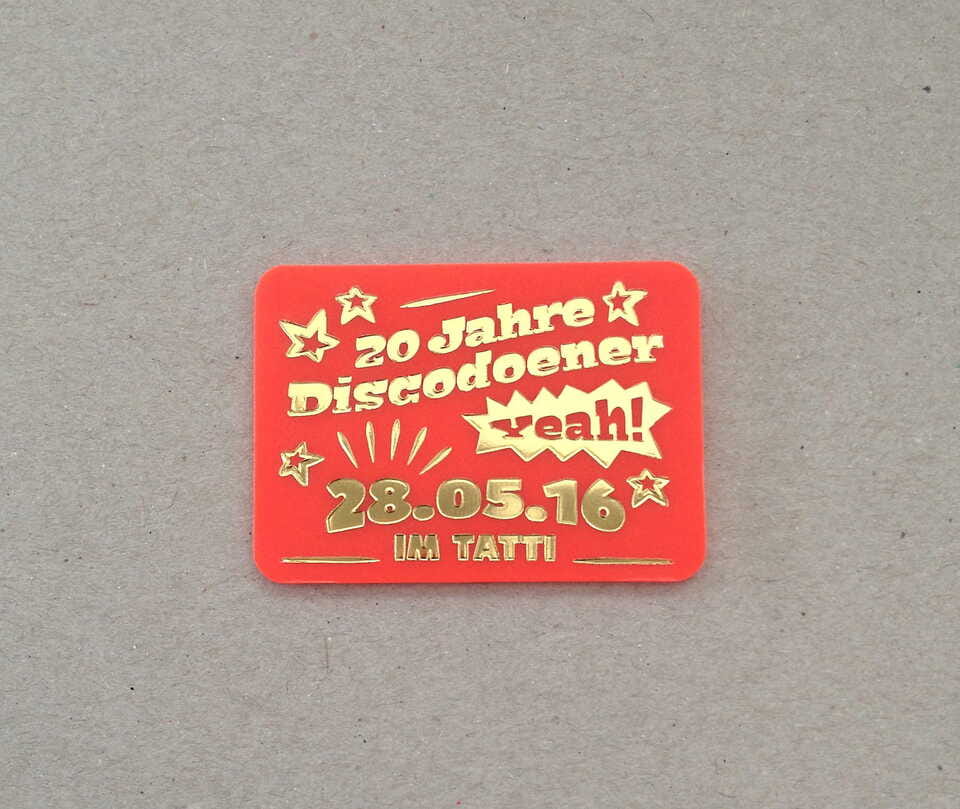 20 Jahre
Discodoener
Yeah!
28.05.16
IM TATTI